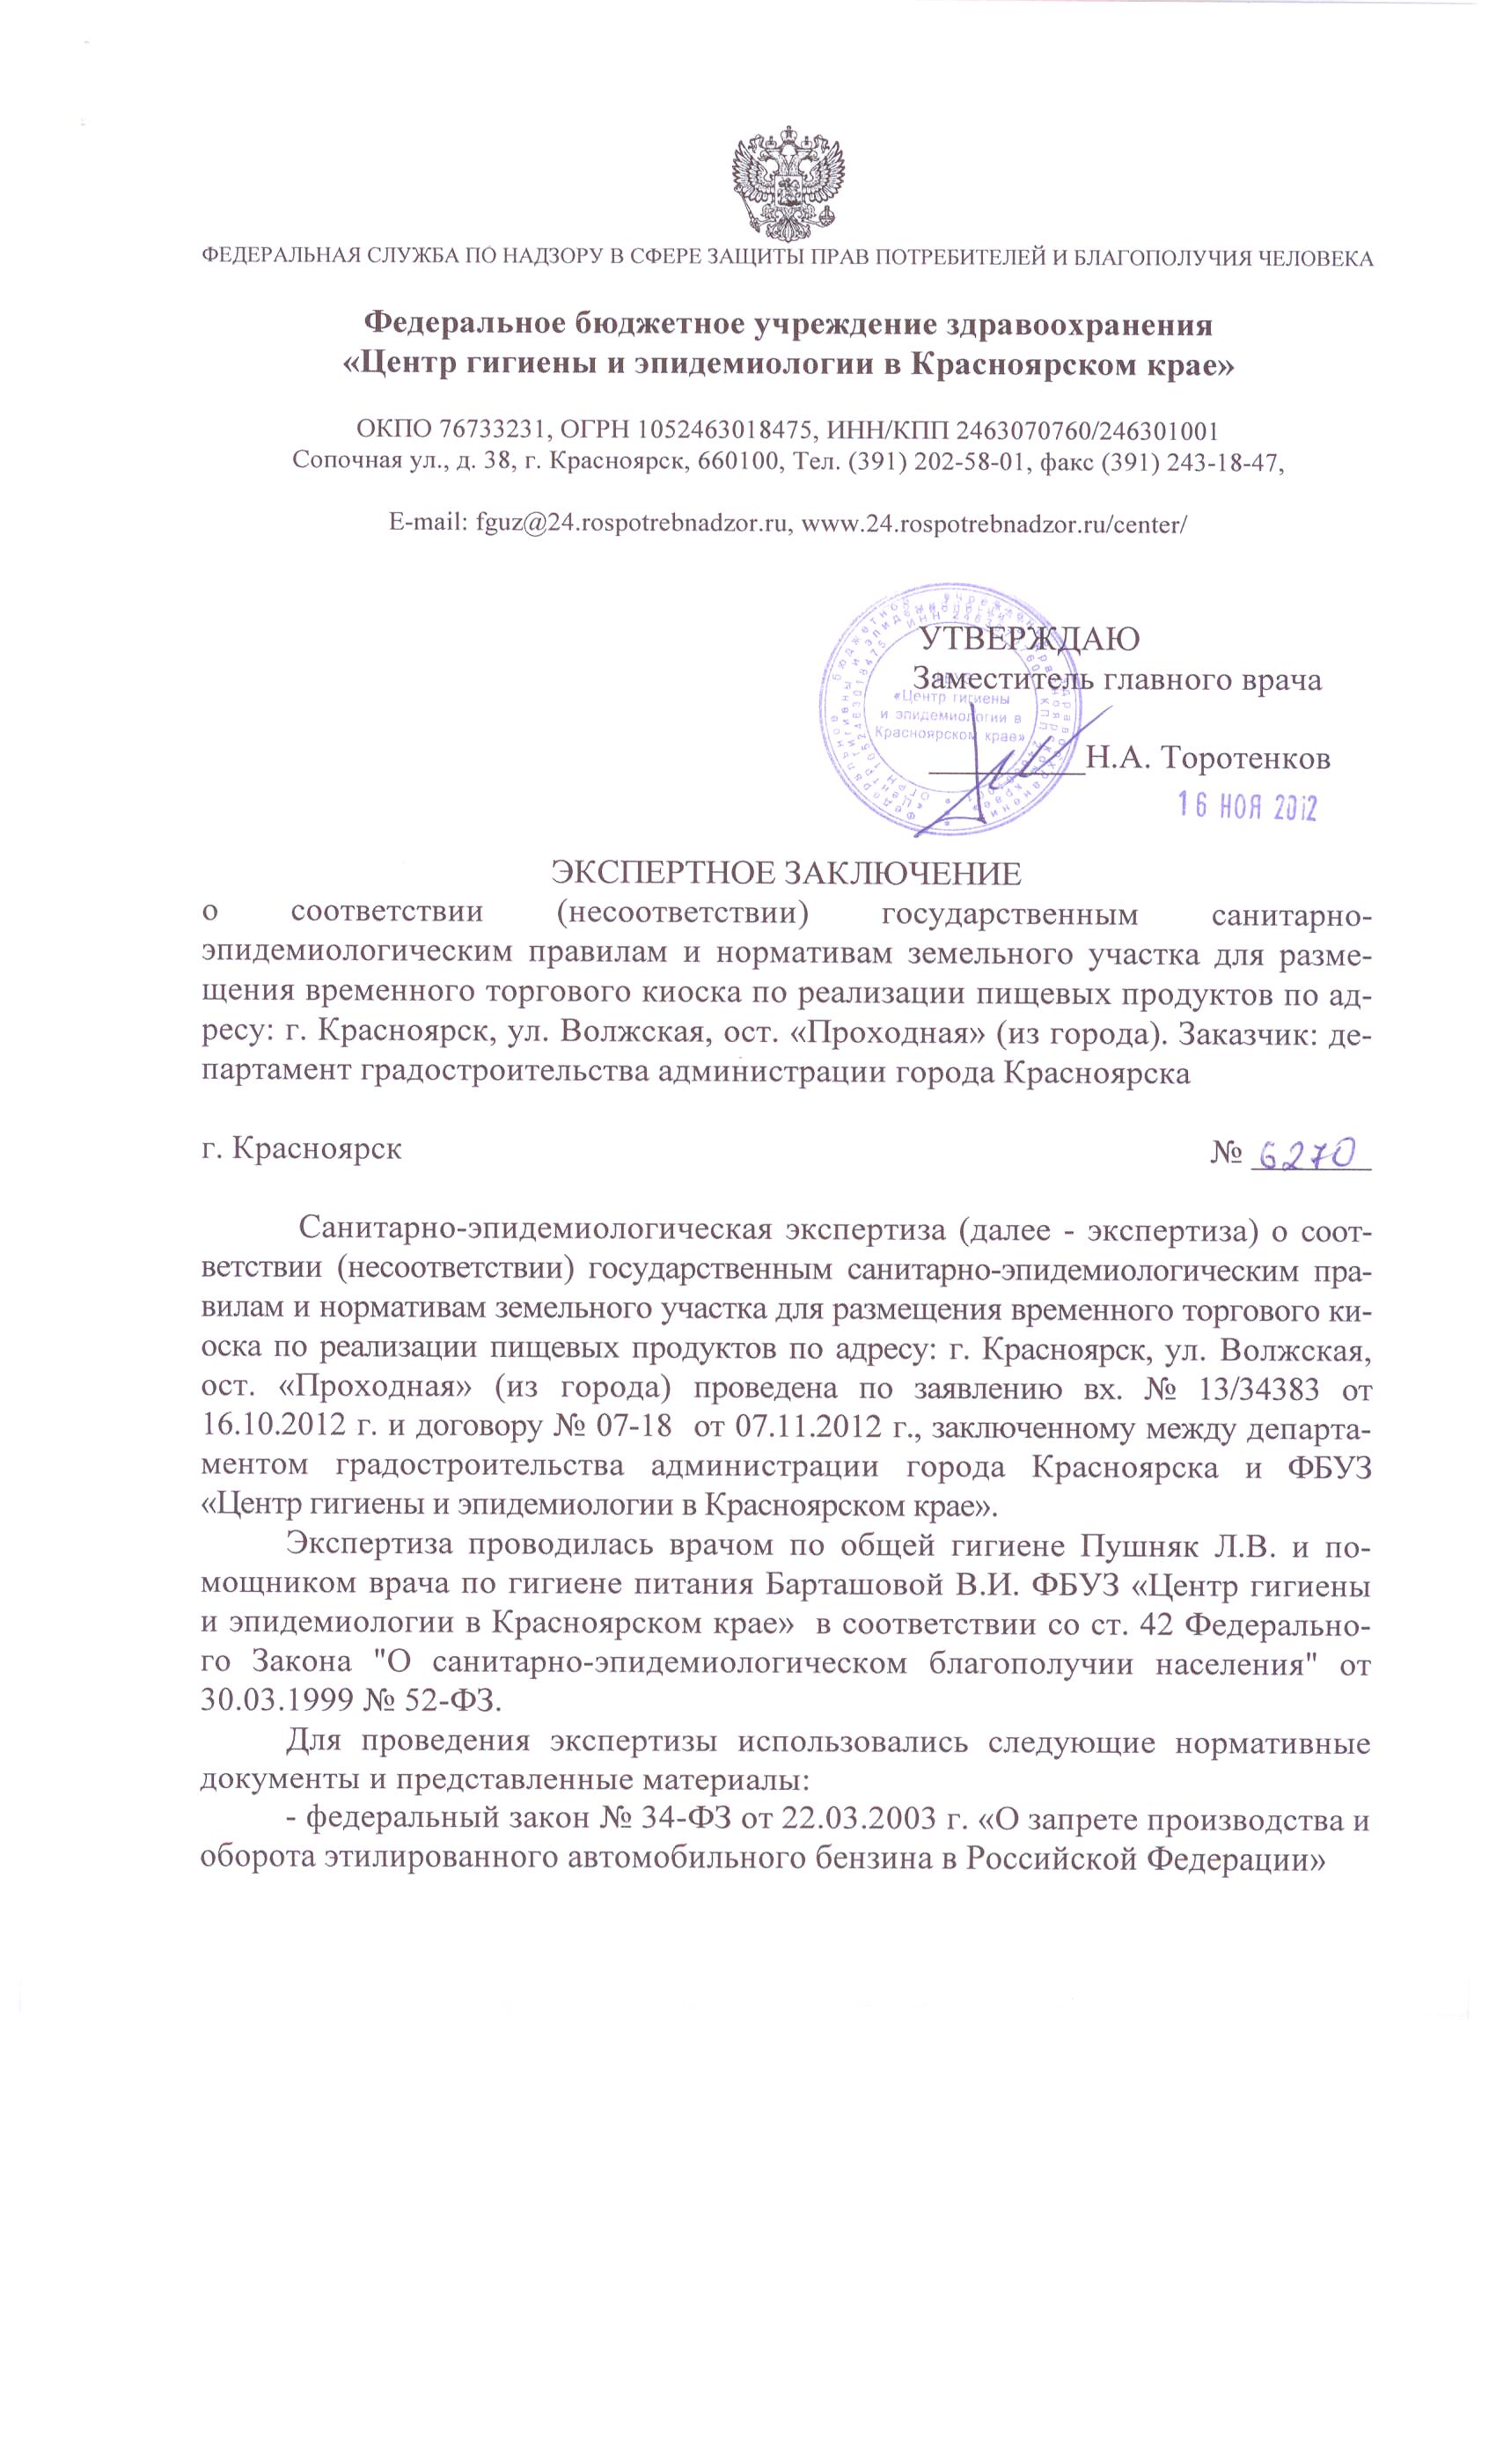 ФЕДЕРАЛЬНАЯ СЛУЖБА ПО НАДЗОРУ В СФЕРЕ ЗАЩИТЫ ПРАВ ПОТРЕБИТЕЛЕЙ И БЛАГОПОЛУЧИЯ ЧЕЛОВЕКА
Федеральное бюджетное учреждение здравоохранения
«Центр гигиены и эпидемиологии в Красноярском крае»
ОКПО 76733231, ОГРН 1052463018475, ИНН/КПП 2463070760/246301001
Сопочная ул., д. 38, г. Красноярск, 660100, Тел. (391) 202-58-01, факс (391) 243-18-47,
E-mail: fguz@24.rospotrebnadzor.ru, www.24.rospotrebnadzor.ru/center/
УТВЕРЖДАЮ
Заместитель главного врача
«Центр гигиены
и эпидемиологии в
Красноярском крае»
Н.А. Торотенков
16 НОЯ 2012
ЭКСПЕРТНОЕ ЗАКЛЮЧЕНИЕ
о соответствии (несоответствии) государственным санитарно-
эпидемиологическим правилам и нормативам земельного участка для разме-
щения временного торгового киоска по реализации пищевых продуктов по ад-
ресу: г. Красноярск, ул. Волжская, ост. «Проходная» (из города). Заказчик: де-
партамент градостроительства администрации города Красноярска
г. Красноярск № 6270
Санитарно-эпидемиологическая экспертиза (далее - экспертиза) о соот-
ветствии (несоответствии) государственным санитарно-эпидемиологическим пра-
вилам и нормативам земельного участка для размещения временного торгового ки-
оска по реализации пищевых продуктов по адресу: г. Красноярск, ул. Волжская,
ост. «Проходная» (из города) проведена по заявлению вх. № 13/34383 от
16.10.2012 г. и договору № 07-18 от 07.11.2012 г., заключенному между департа-
ментом градостроительства администрации города Красноярска и ФБУЗ
«Центр гигиены и эпидемиологии в Красноярском крае».
Экспертиза проводилась врачом по общей гигиене Пушняк Л.В. и по-
мощником врача по гигиене питания Барташовой В.И. ФБУЗ «Центр гигиены
и эпидемиологии в Красноярском крае» в соответствии со ст. 42 Федерально-
го Закона "О санитарно-эпидемиологическом благополучии населения" от
30.03.1999 № 52-ФЗ.
Для проведения экспертизы использовались следующие нормативные
документы и представленные материалы:
- федеральный закон № 34-ФЗ от 22.03.2003 г. «О запрете производства и
оборота этилированного автомобильного бензина в Российской Федерации»